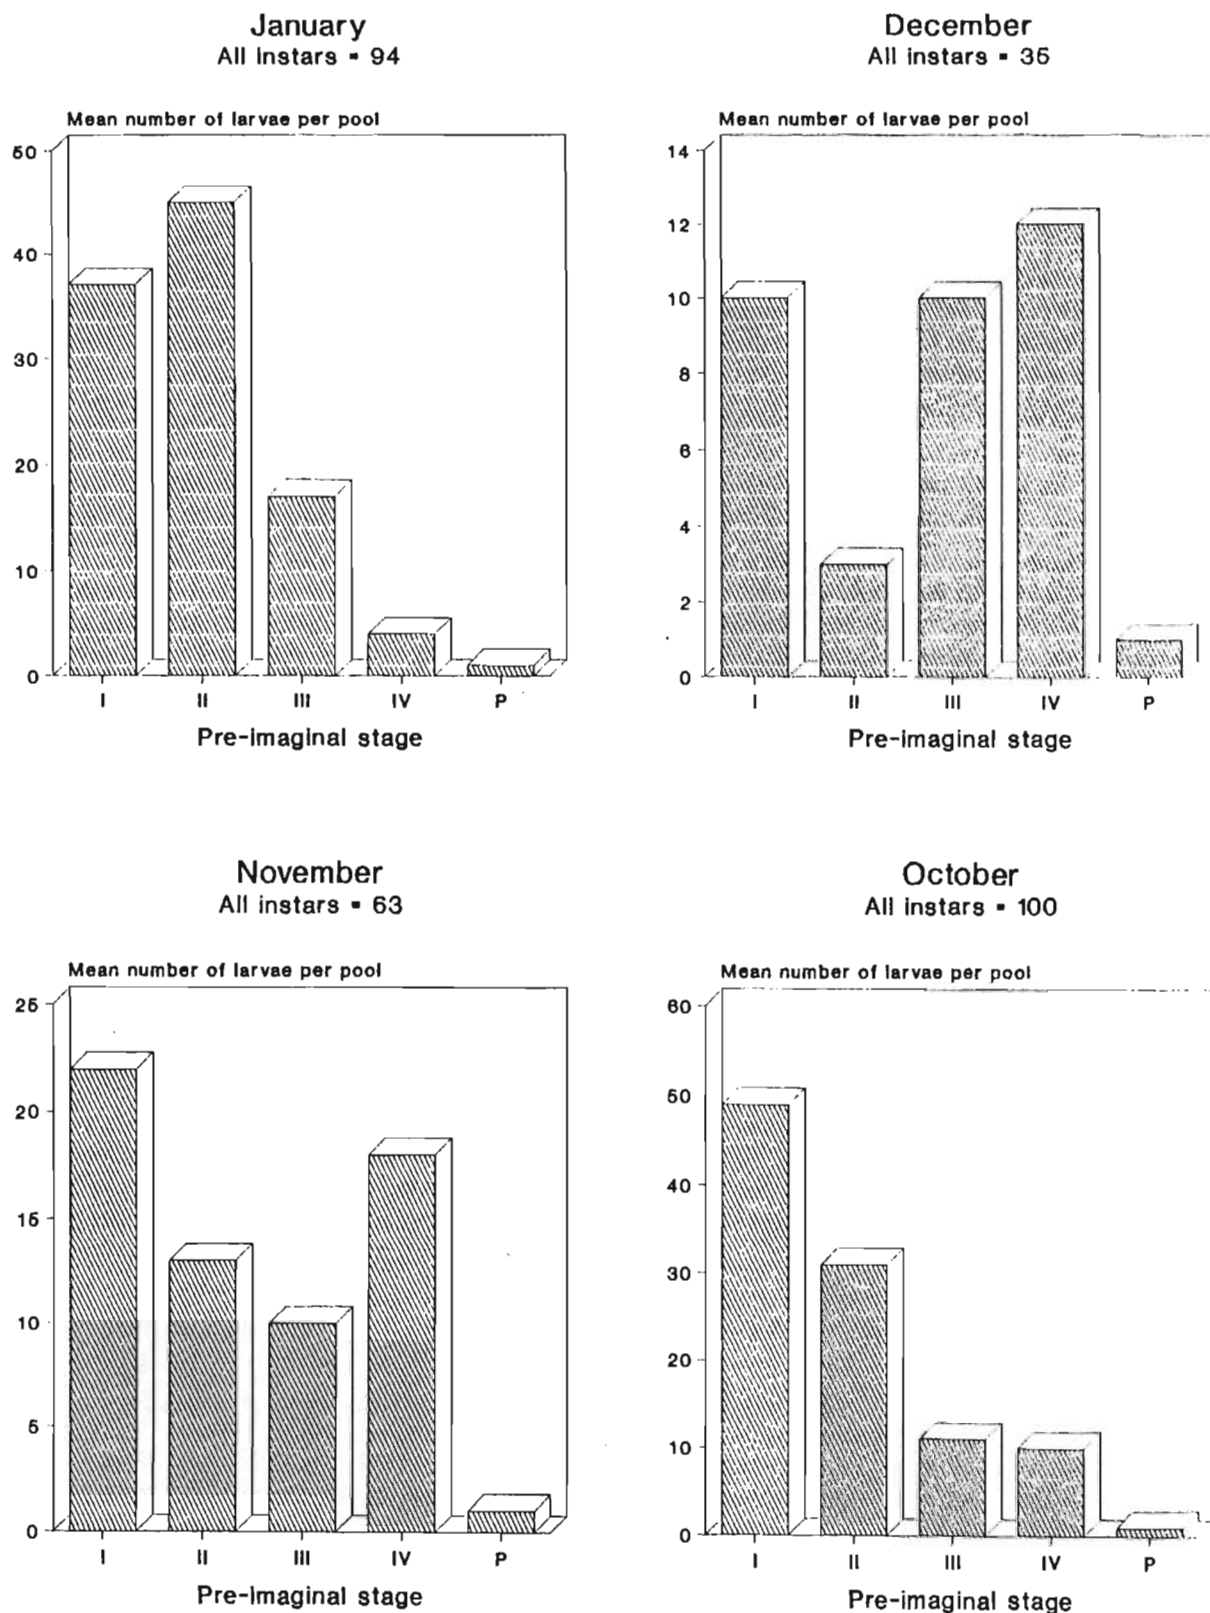 January
All instars = 94
Mean number of larvae per pool
50
40
30
20
10
0
I II III IV P
Pre-imaginal stage
December
All instars = 35
Mean number of larvae per pool
14
12
10
8
6
4
2
0
I II III IV P
Pre-imaginal stage
November
All instars = 63
Mean number of larvae per pool
25
20
15
10
5
0
I II III IV P
Pre-imaginal stage
October
All instars = 100
Mean number of larvae per pool
60
50
40
30
20
10
0
I II III IV P
Pre-imaginal stage